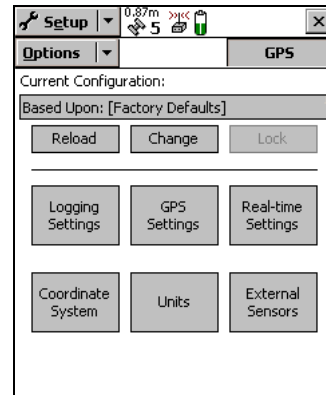 Setup
0.87m
5
Options
GPS
Current Configuration:
Based Upon: [Factory Defaults]
Reload
Change
Lock
Logging
Settings
GPS
Settings
Real-time
Settings
Coordinate
System
Units
External
Sensors